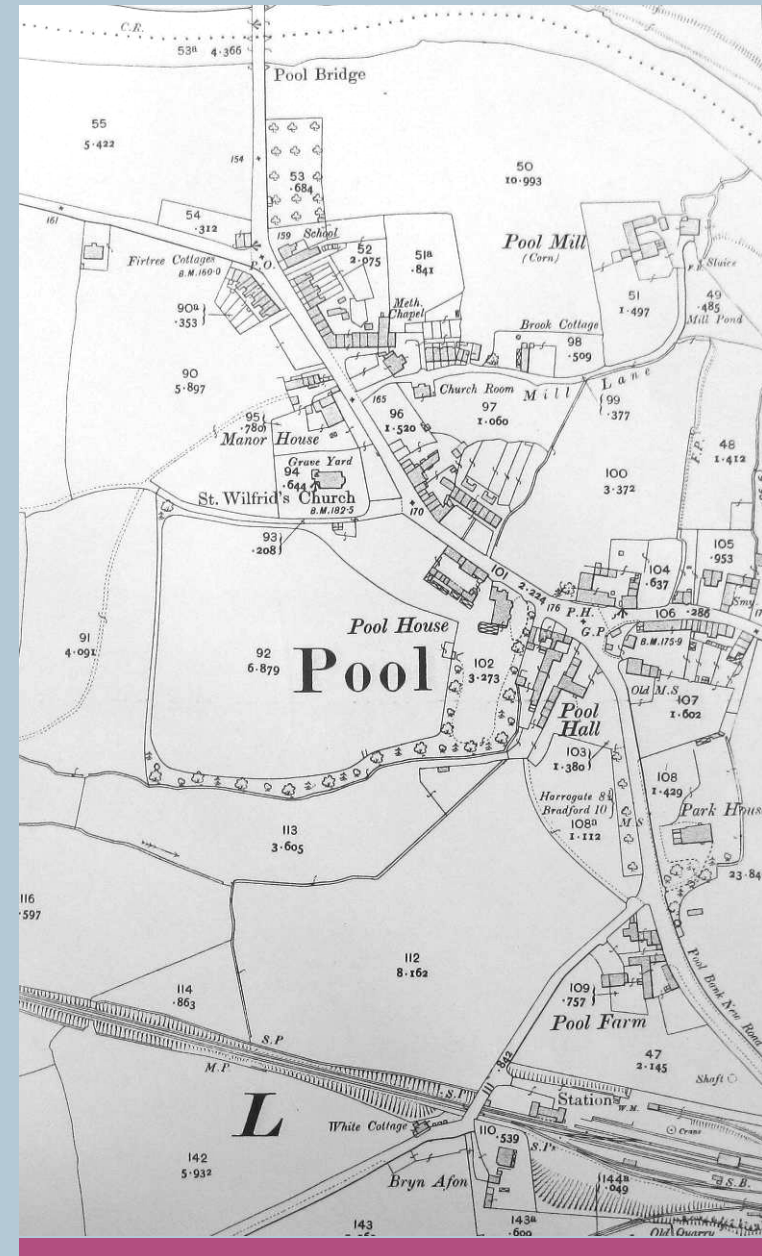 C.R.
53a 4·366
Pool Bridge
55
5·422
154
53
·684
50
10·993
161
54
·312
159
School
P.O.
Firtree Cottages
B.M.160·0
52
2·075
51a
·841
Pool Mill
(Corn)
Sluice
51
1·497
49
·485
Mill Pond
90a
·353
Meth.
Chapel
Brook Cottage
98
·509
90
5·897
165
Church Room
Mill Lane
99
·377
96
1·520
97
1·060
95
·780
Manor House
F.P.
48
1·412
100
3·372
Grave Yard
94
·644
St. Wilfrid's Church
B.M.182·5
170
93
·208
105
·953
104
·637
101
2·224
176
P.H.
106
·286
Smy
G.P.
B.M.175·9
91
4·091
Pool House
92
6·879
Pool
102
3·273
Old M.S
107
1·602
Pool
Hall
103
1·380
108
1·429
Harrogate 8¼
Bradford 10
M.S
108a
1·112
Park House
113
3·605
23·84
116
·597
112
8·162
114
·863
109
·757
Pool Farm
Pool Bank New Road
S.P
M.P.
47
2·145
111
·842
Shaft
S.P
Station
W.M.
L
White Cottage
110
·539
Crane
S.Ps
142
5·932
Bryn Afon
144a
·049
S.B.
143
143a
·600
Old Quarry